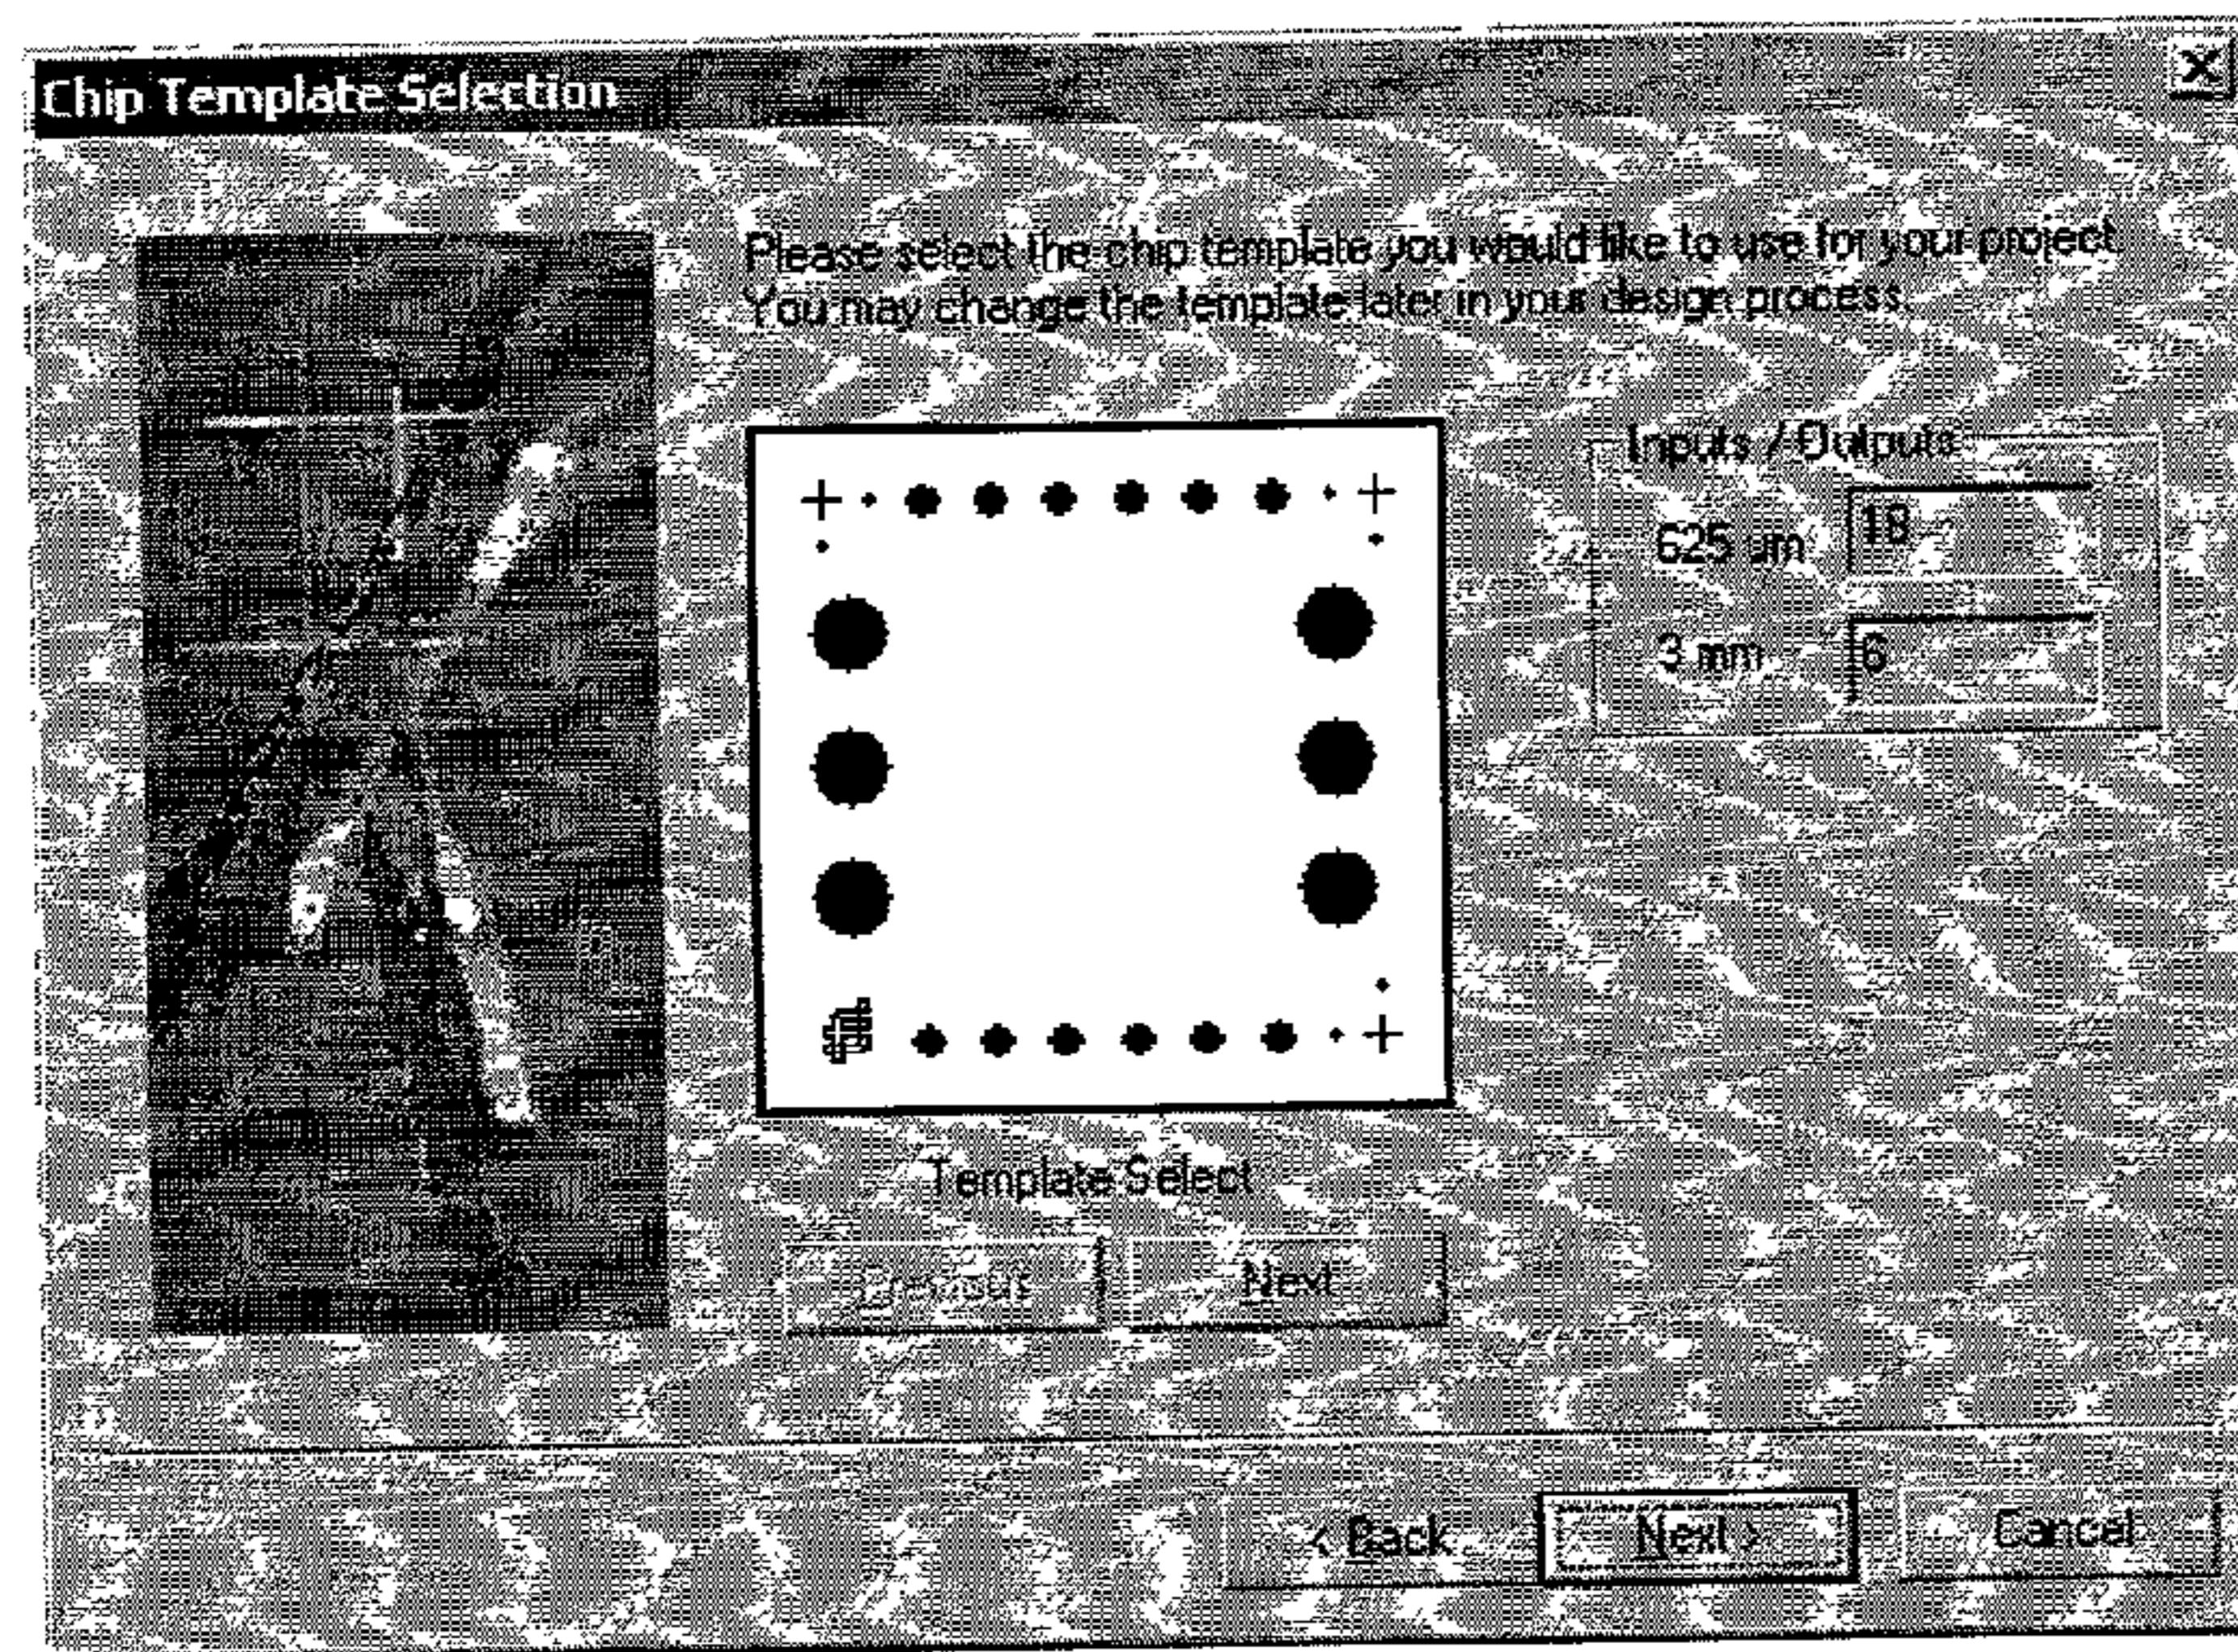 Chip Template Selection
Please select the chip template you would like to use for your project.
You may change the template later in your design process.
Inputs / Outputs
625 um 18
3 mm 6
Template Select
Previous Next
< Back Next > Cancel